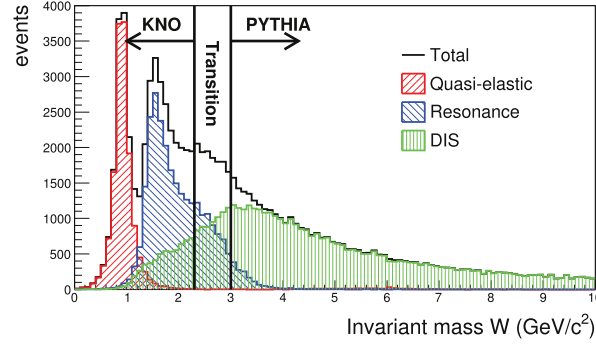 events
4000
3500
3000
2500
2000
1500
1000
500
0
KNO
Transition
PYTHIA
Total
Quasi-elastic
Resonance
DIS
0 1 2 3 4 5 6 7 8 9 10
Invariant mass W (GeV/c²)